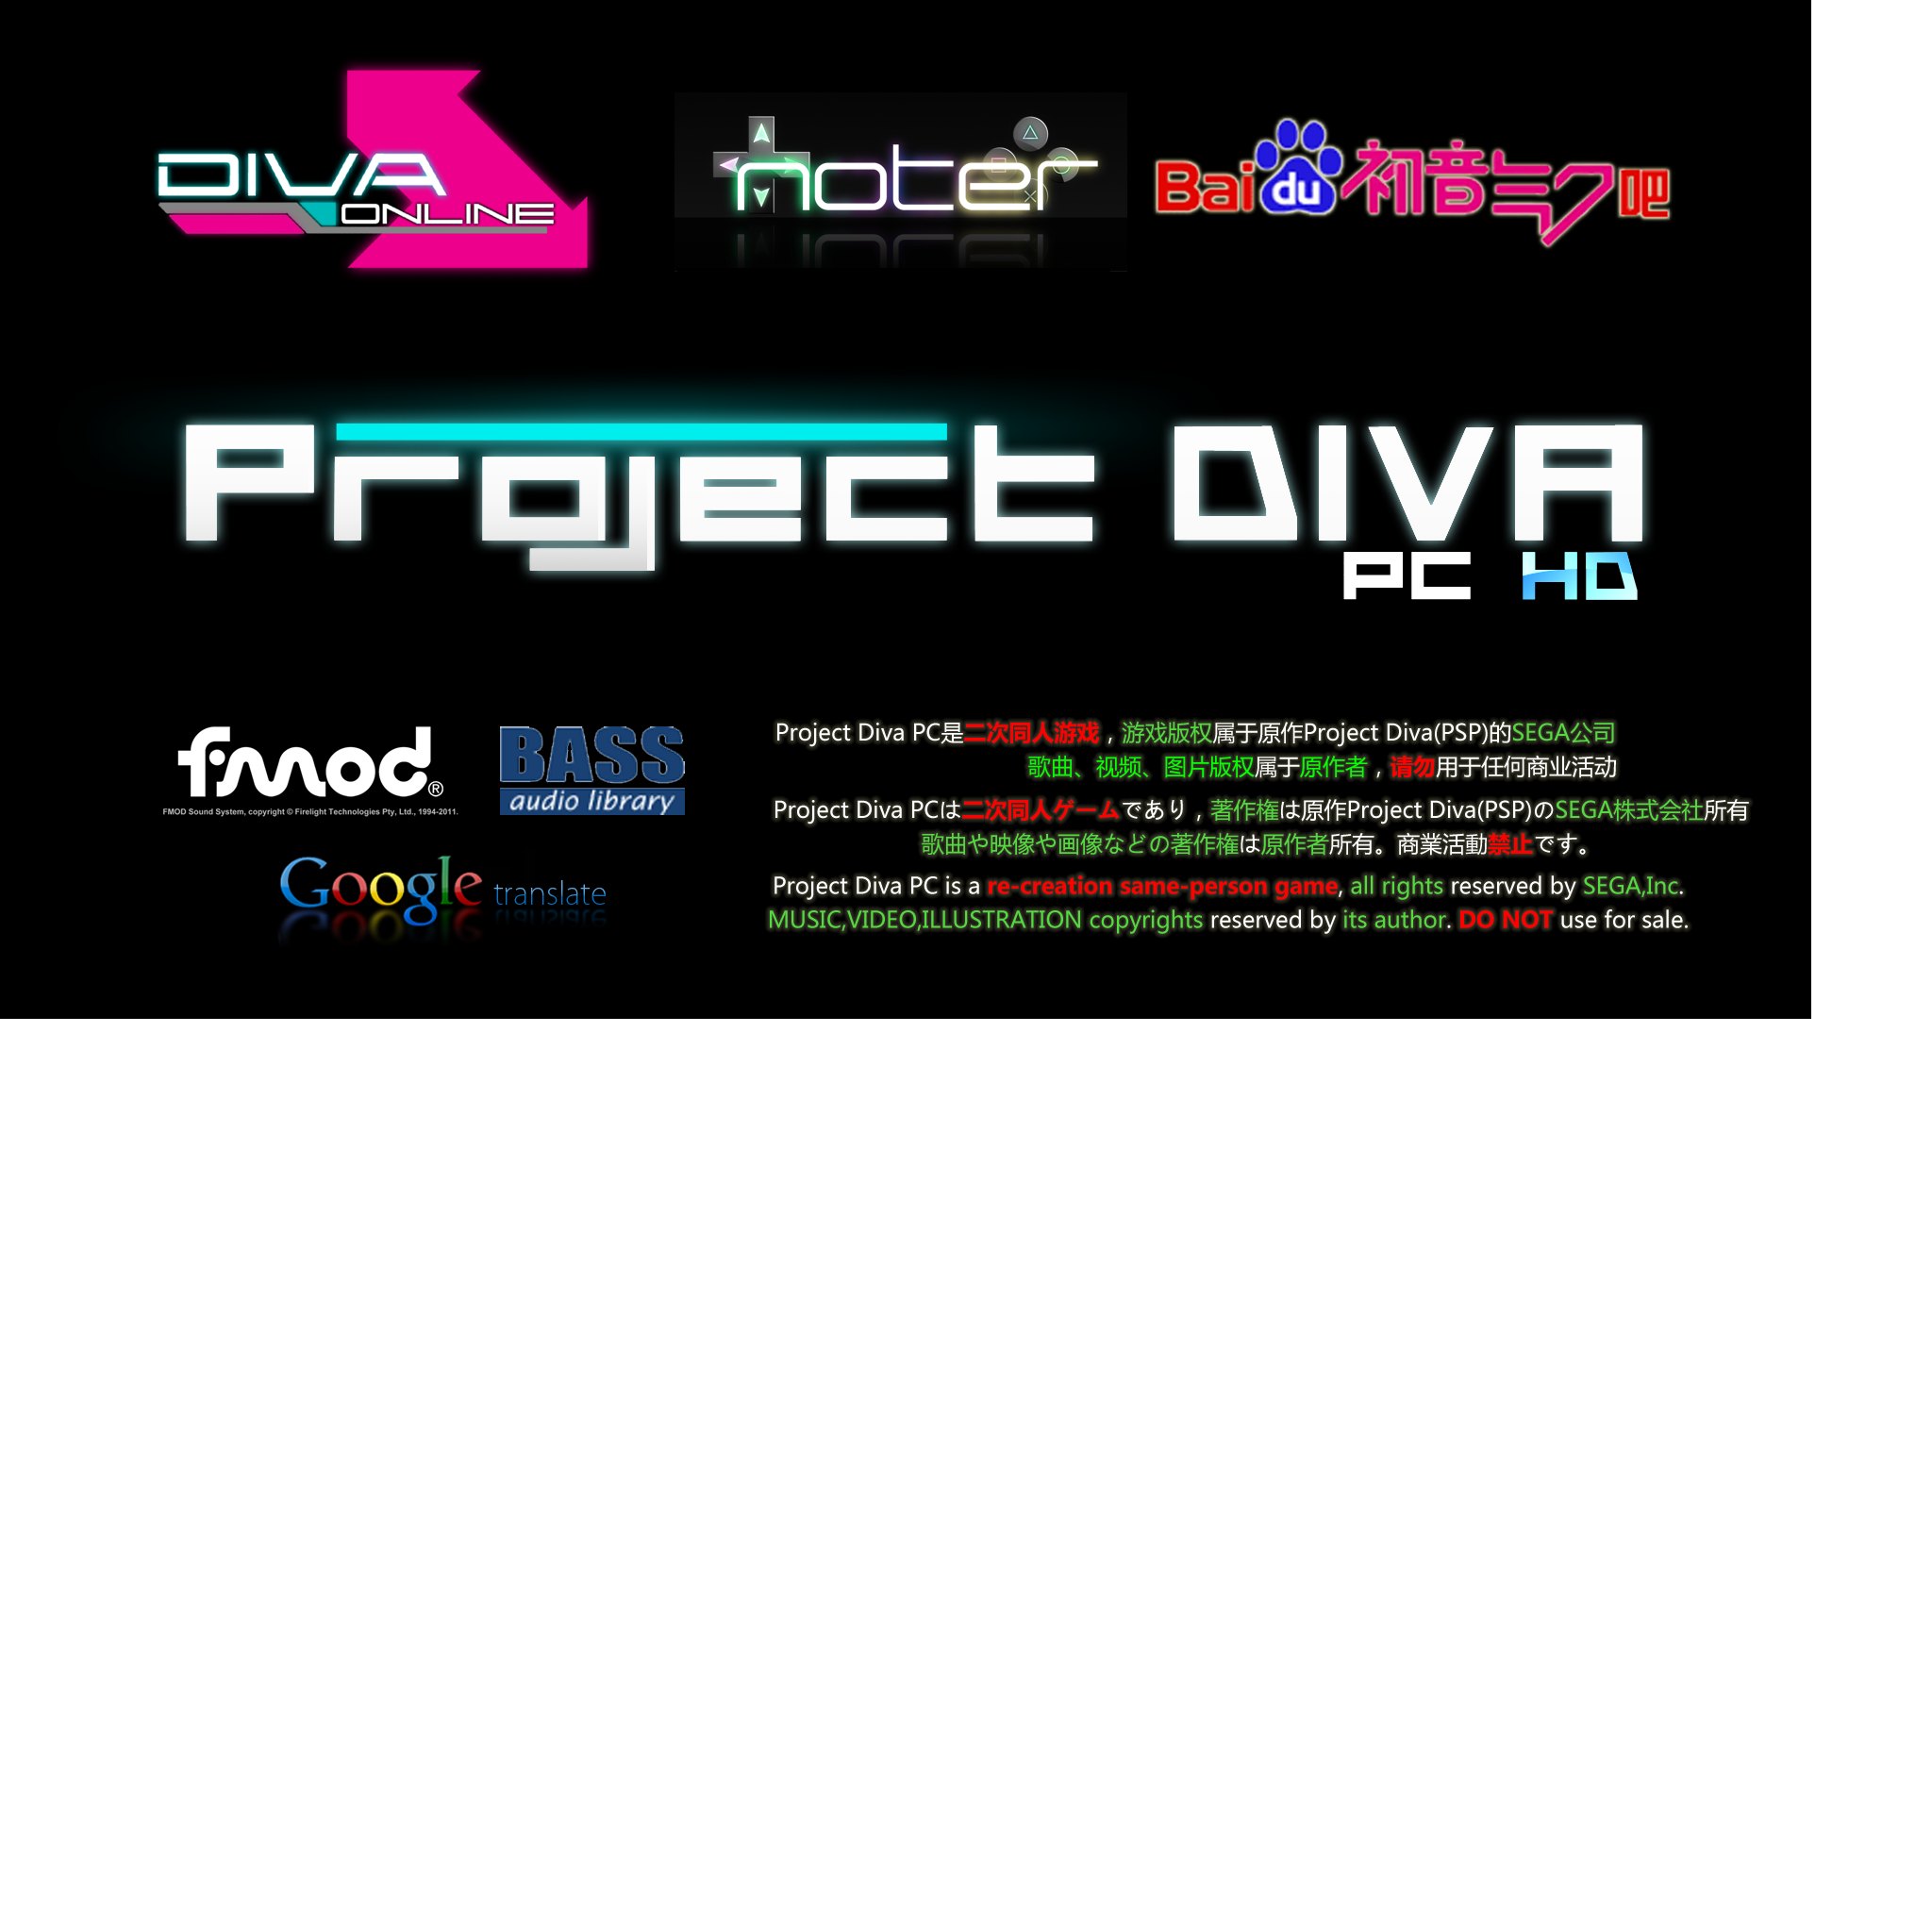 DIVA
ONLINE
noter
Baidu初音ミク吧
Project DIVA
PC HD
fmod®
FMOD Sound System, copyright © Firelight Technologies Pty, Ltd., 1994-2011.
BASS
audio library
Google translate
Project Diva PC是二次同人游戏，游戏版权属于原作Project Diva(PSP)的SEGA公司
歌曲、视频、图片版权属于原作者，请勿用于任何商业活动
Project Diva PCは二次同人ゲームであり，著作権は原作Project Diva(PSP)のSEGA株式会社所有
歌曲や映像や画像などの著作権は原作者所有。商業活動禁止です。
Project Diva PC is a re-creation same-person game, all rights reserved by SEGA,Inc.
MUSIC,VIDEO,ILLUSTRATION copyrights reserved by its author. DO NOT use for sale.